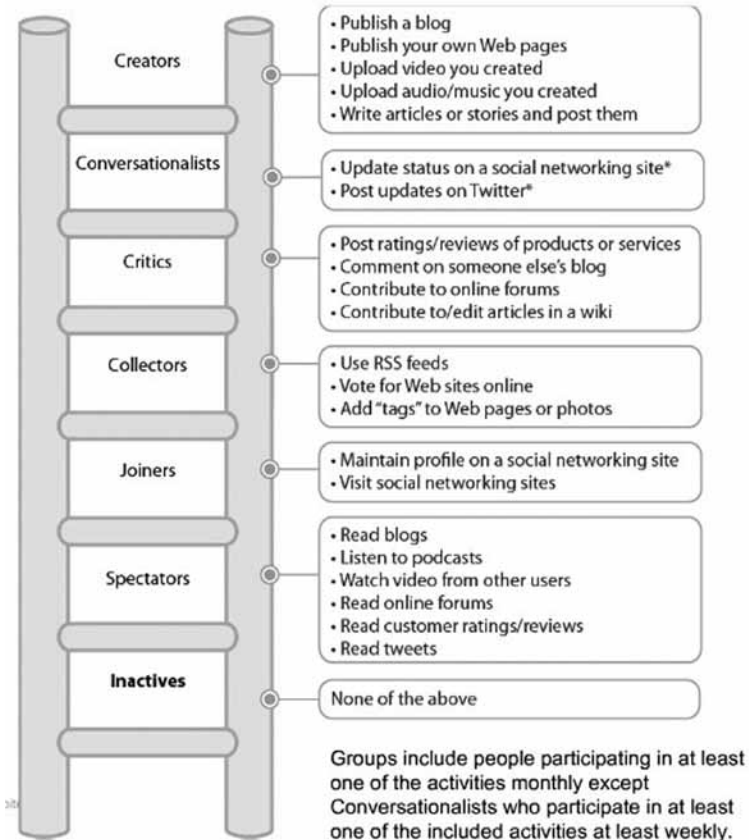 Creators
• Publish a blog
• Publish your own Web pages
• Upload video you created
• Upload audio/music you created
• Write articles or stories and post them
Conversationalists
• Update status on a social networking site*
• Post updates on Twitter*
Critics
• Post ratings/reviews of products or services
• Comment on someone else's blog
• Contribute to online forums
• Contribute to/edit articles in a wiki
Collectors
• Use RSS feeds
• Vote for Web sites online
• Add “tags” to Web pages or photos
Joiners
• Maintain profile on a social networking site
• Visit social networking sites
Spectators
• Read blogs
• Listen to podcasts
• Watch video from other users
• Read online forums
• Read customer ratings/reviews
• Read tweets
Inactives
None of the above
Groups include people participating in at least
one of the activities monthly except
Conversationalists who participate in at least
one of the included activities at least weekly.